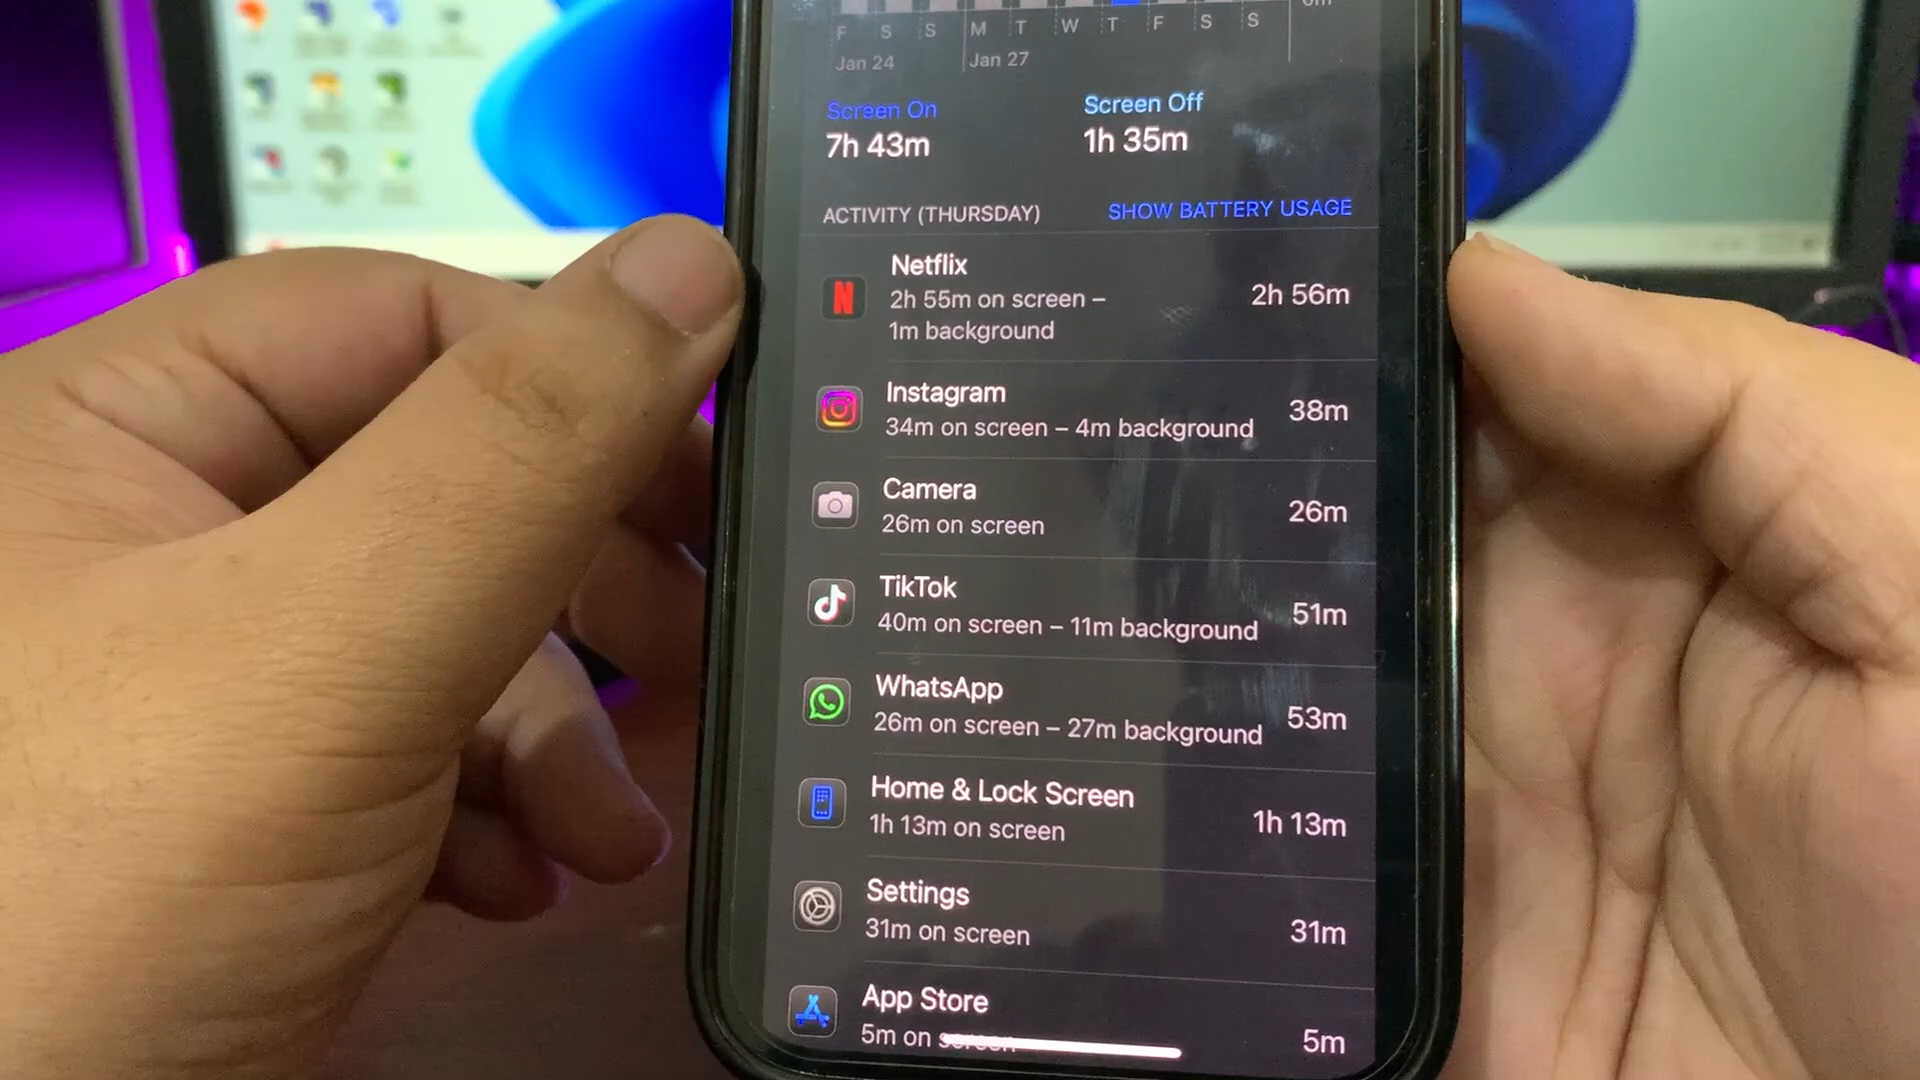 F S S M T W T F S S
Jan 24 Jan 27
Screen On Screen Off
7h 43m 1h 35m
ACTIVITY (THURSDAY) SHOW BATTERY USAGE
Netflix
2h 55m on screen –
1m background
2h 56m
Instagram
34m on screen – 4m background
38m
Camera
26m on screen
26m
TikTok
40m on screen – 11m background
51m
WhatsApp
26m on screen – 27m background
53m
Home & Lock Screen
1h 13m on screen
1h 13m
Settings
31m on screen
31m
App Store
5m on screen
5m